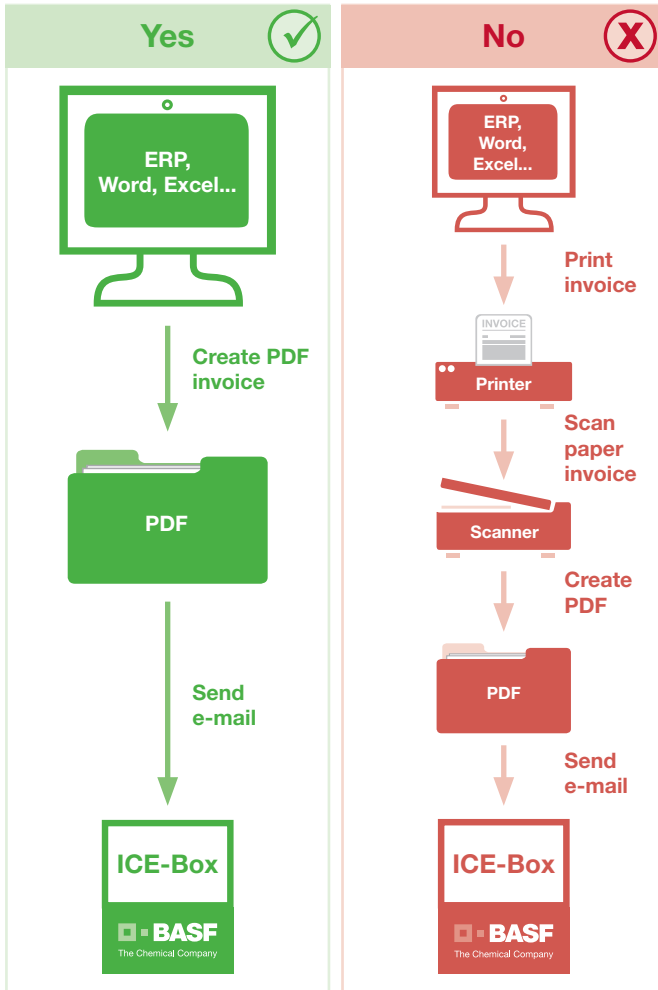 Yes
ERP,
Word, Excel...
Create PDF
invoice
PDF
Send
e-mail
ICE-Box
BASF
The Chemical Company
No
ERP,
Word,
Excel...
Print
invoice
INVOICE
Printer
Scan
paper
invoice
Scanner
Create
PDF
PDF
Send
e-mail
ICE-Box
BASF
The Chemical Company